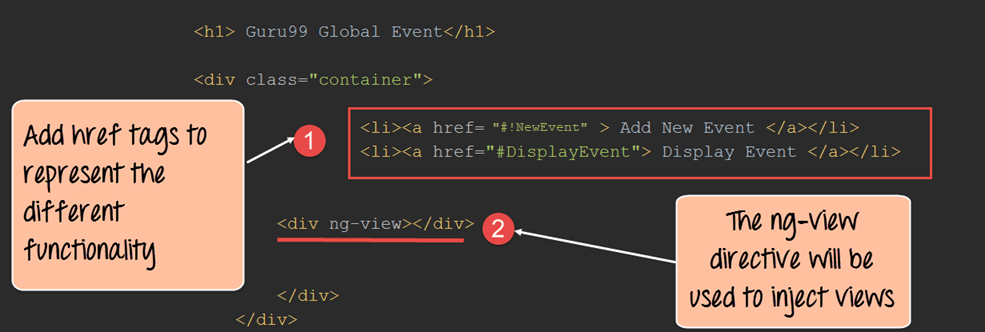 <h1> Guru99 Global Event</h1>
<div class="container">
Add href tags to
represent the
different
functionality
1
<li><a href= "#!NewEvent" > Add New Event </a></li>
<li><a href="#DisplayEvent"> Display Event </a></li>
<div ng-view></div>
2
The ng-view
directive will be
used to inject views
</div>
</div>